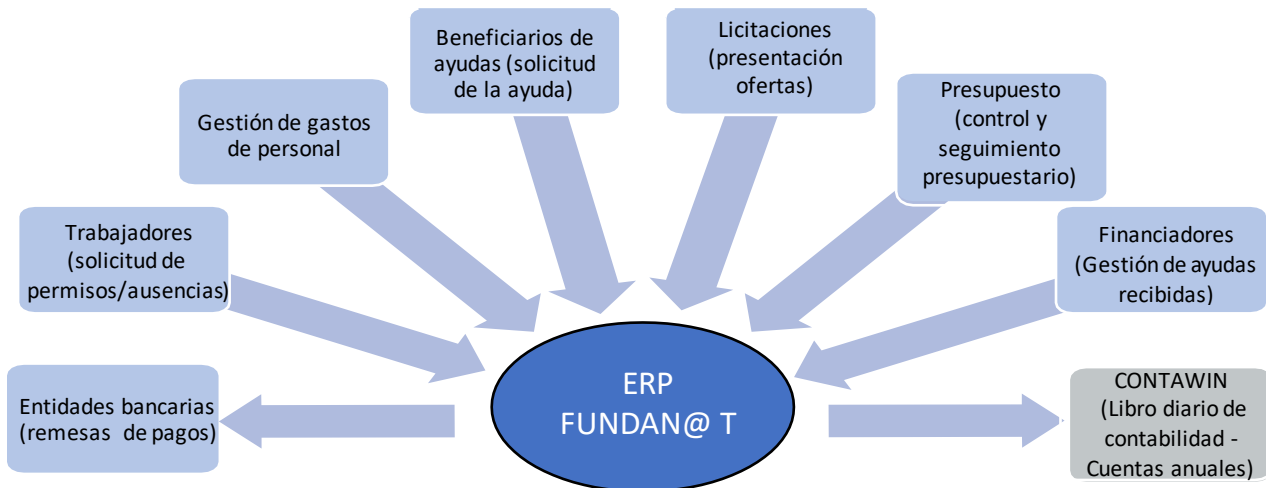 Beneficiarios de
ayudas (solicitud
de la ayuda)
Licitaciones
(presentación
ofertas)
Gestión de gastos
de personal
Presupuesto
(control y
seguimiento
presupuestario)
Trabajadores
(solicitud de
permisos/ausencias)
Financiadores
(Gestión de ayudas
recibidas)
Entidades bancarias
(remesas de pagos)
ERP
FUNDAN@ T
CONTAWIN
(Libro diario de
contabilidad -
Cuentas anuales)